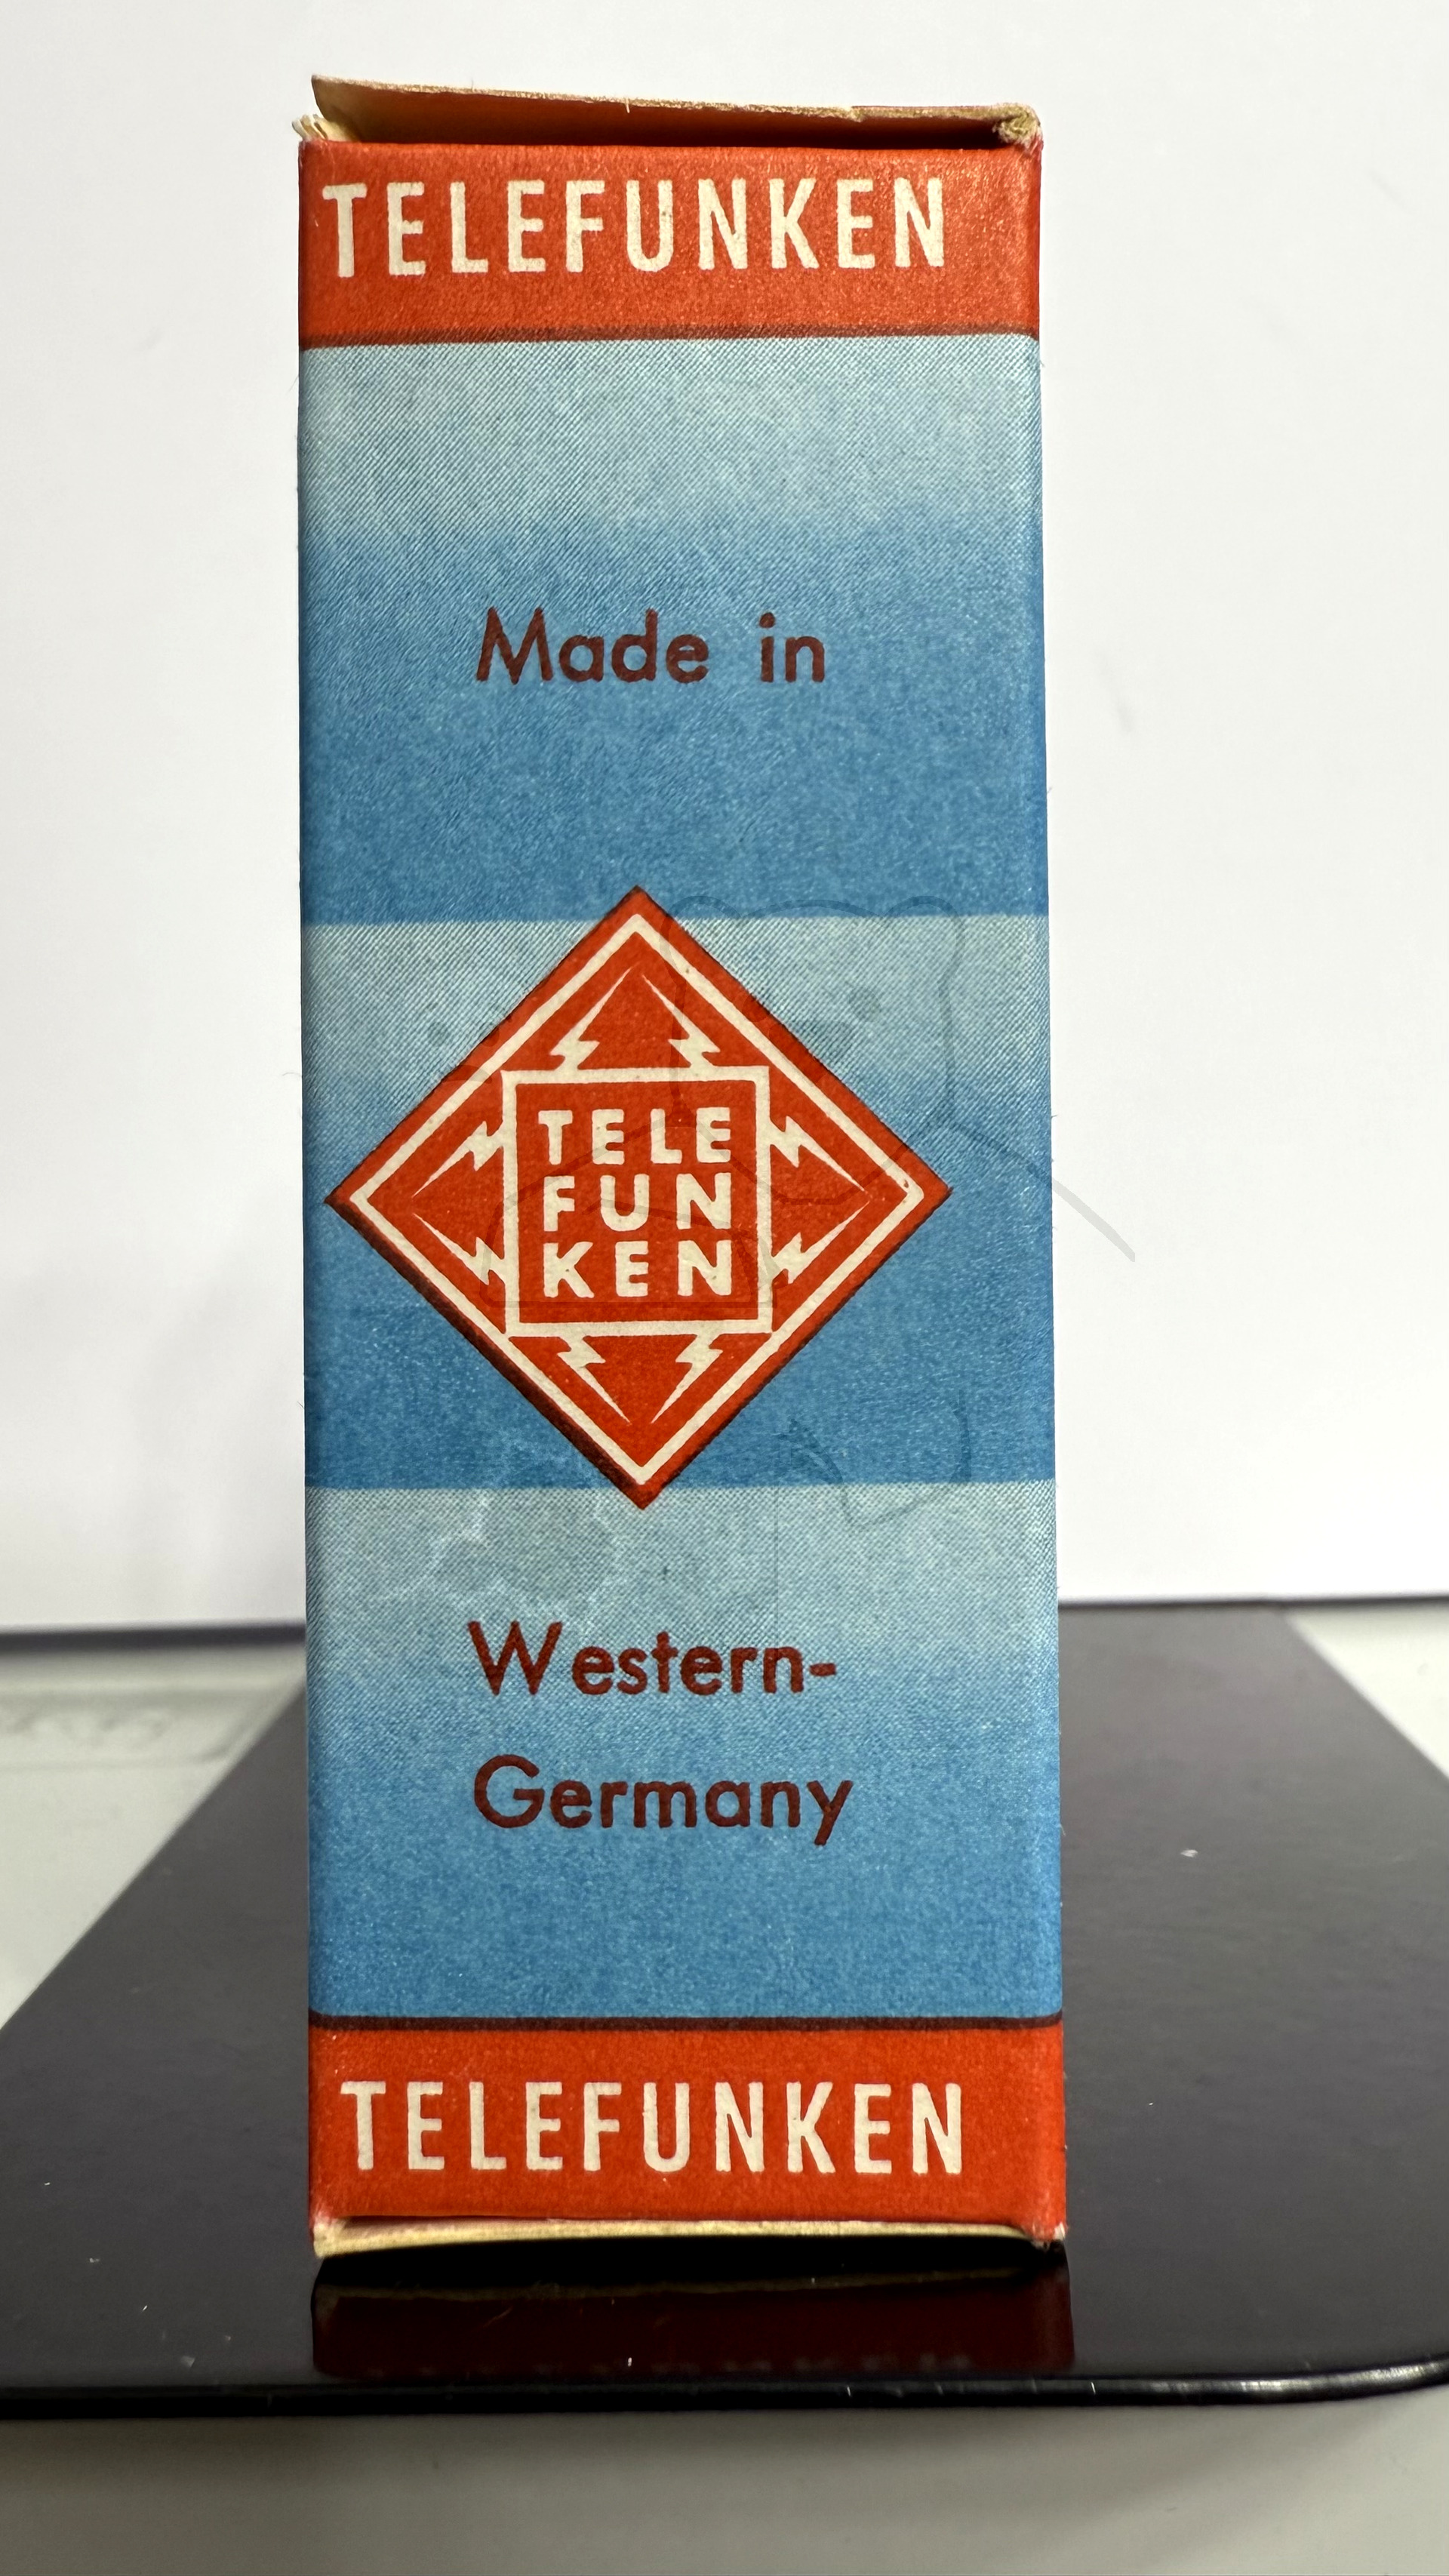 TELEFUNKEN
Made in
TELE
FUN
KEN
Western-
Germany
TELEFUNKEN